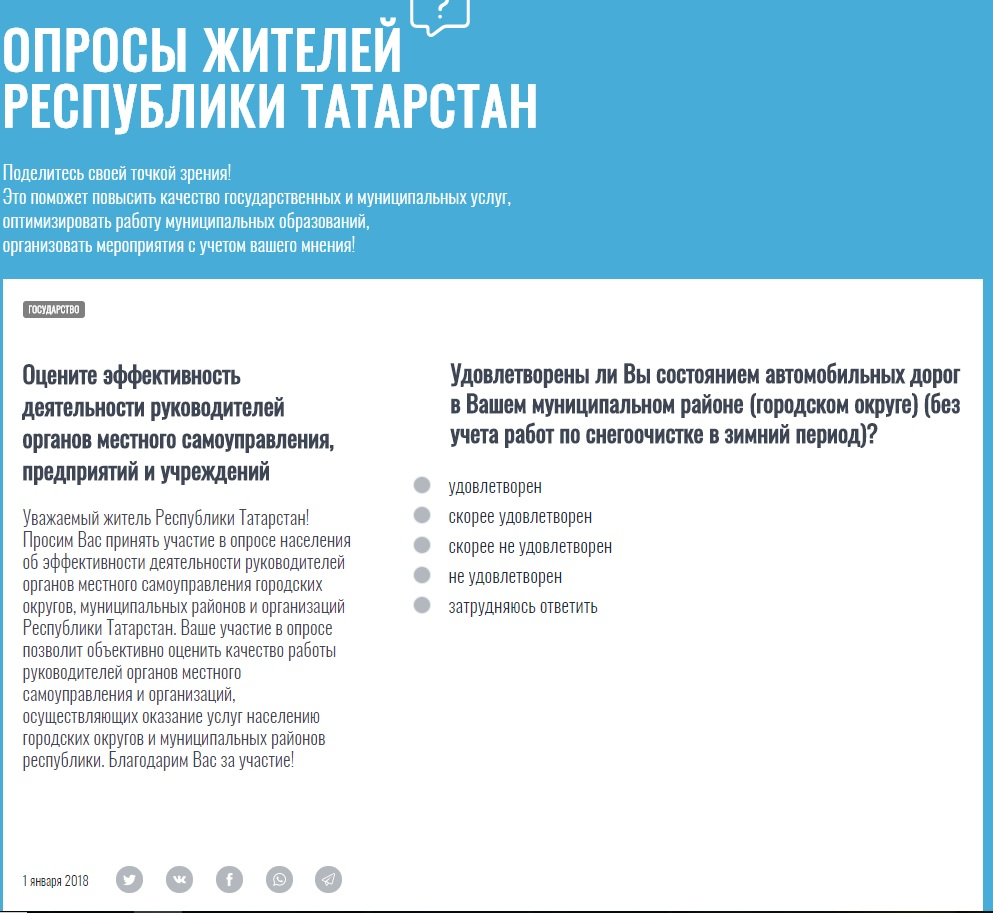 ?
ОПРОСЫ ЖИТЕЛЕЙ
РЕСПУБЛИКИ ТАТАРСТАН
Поделитесь своей точкой зрения!
Это поможет повысить качество государственных и муниципальных услуг,
оптимизировать работу муниципальных образований,
организовать мероприятия с учетом вашего мнения!
ГОСУДАРСТВО
Оцените эффективность
деятельности руководителей
органов местного самоуправления,
предприятий и учреждений
Уважаемый житель Республики Татарстан!
Просим Вас принять участие в опросе населения
об эффективности деятельности руководителей
органов местного самоуправления городских
округов, муниципальных районов и организаций
Республики Татарстан. Ваше участие в опросе
позволит объективно оценить качество работы
руководителей органов местного
самоуправления и организаций,
осуществляющих оказание услуг населению
городских округов и муниципальных районов
республики. Благодарим Вас за участие!
1 января 2018
Удовлетворены ли Вы состоянием автомобильных дорог
в Вашем муниципальном районе (городском округе) (без
учета работ по снегоочистке в зимний период)?
удовлетворен
скорее удовлетворен
скорее не удовлетворен
не удовлетворен
затрудняюсь ответить